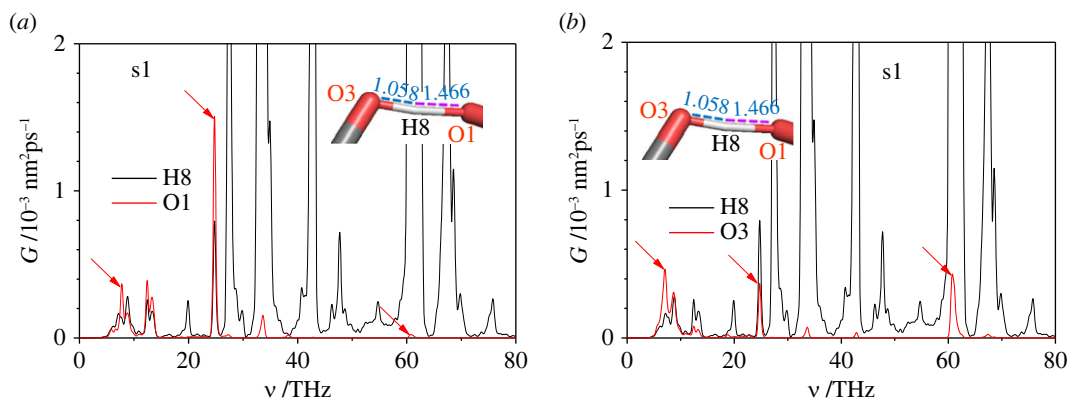 (a)
2
1
0
G /10⁻³ nm²ps⁻¹
s1
O3
1.058
1.466
H8
O1
H8
O1
0 20 40 60 80
ν /THz
(b)
2
1
0
G /10⁻³ nm²ps⁻¹
s1
O3
1.058
1.466
H8
O1
H8
O3
0 20 40 60 80
ν /THz